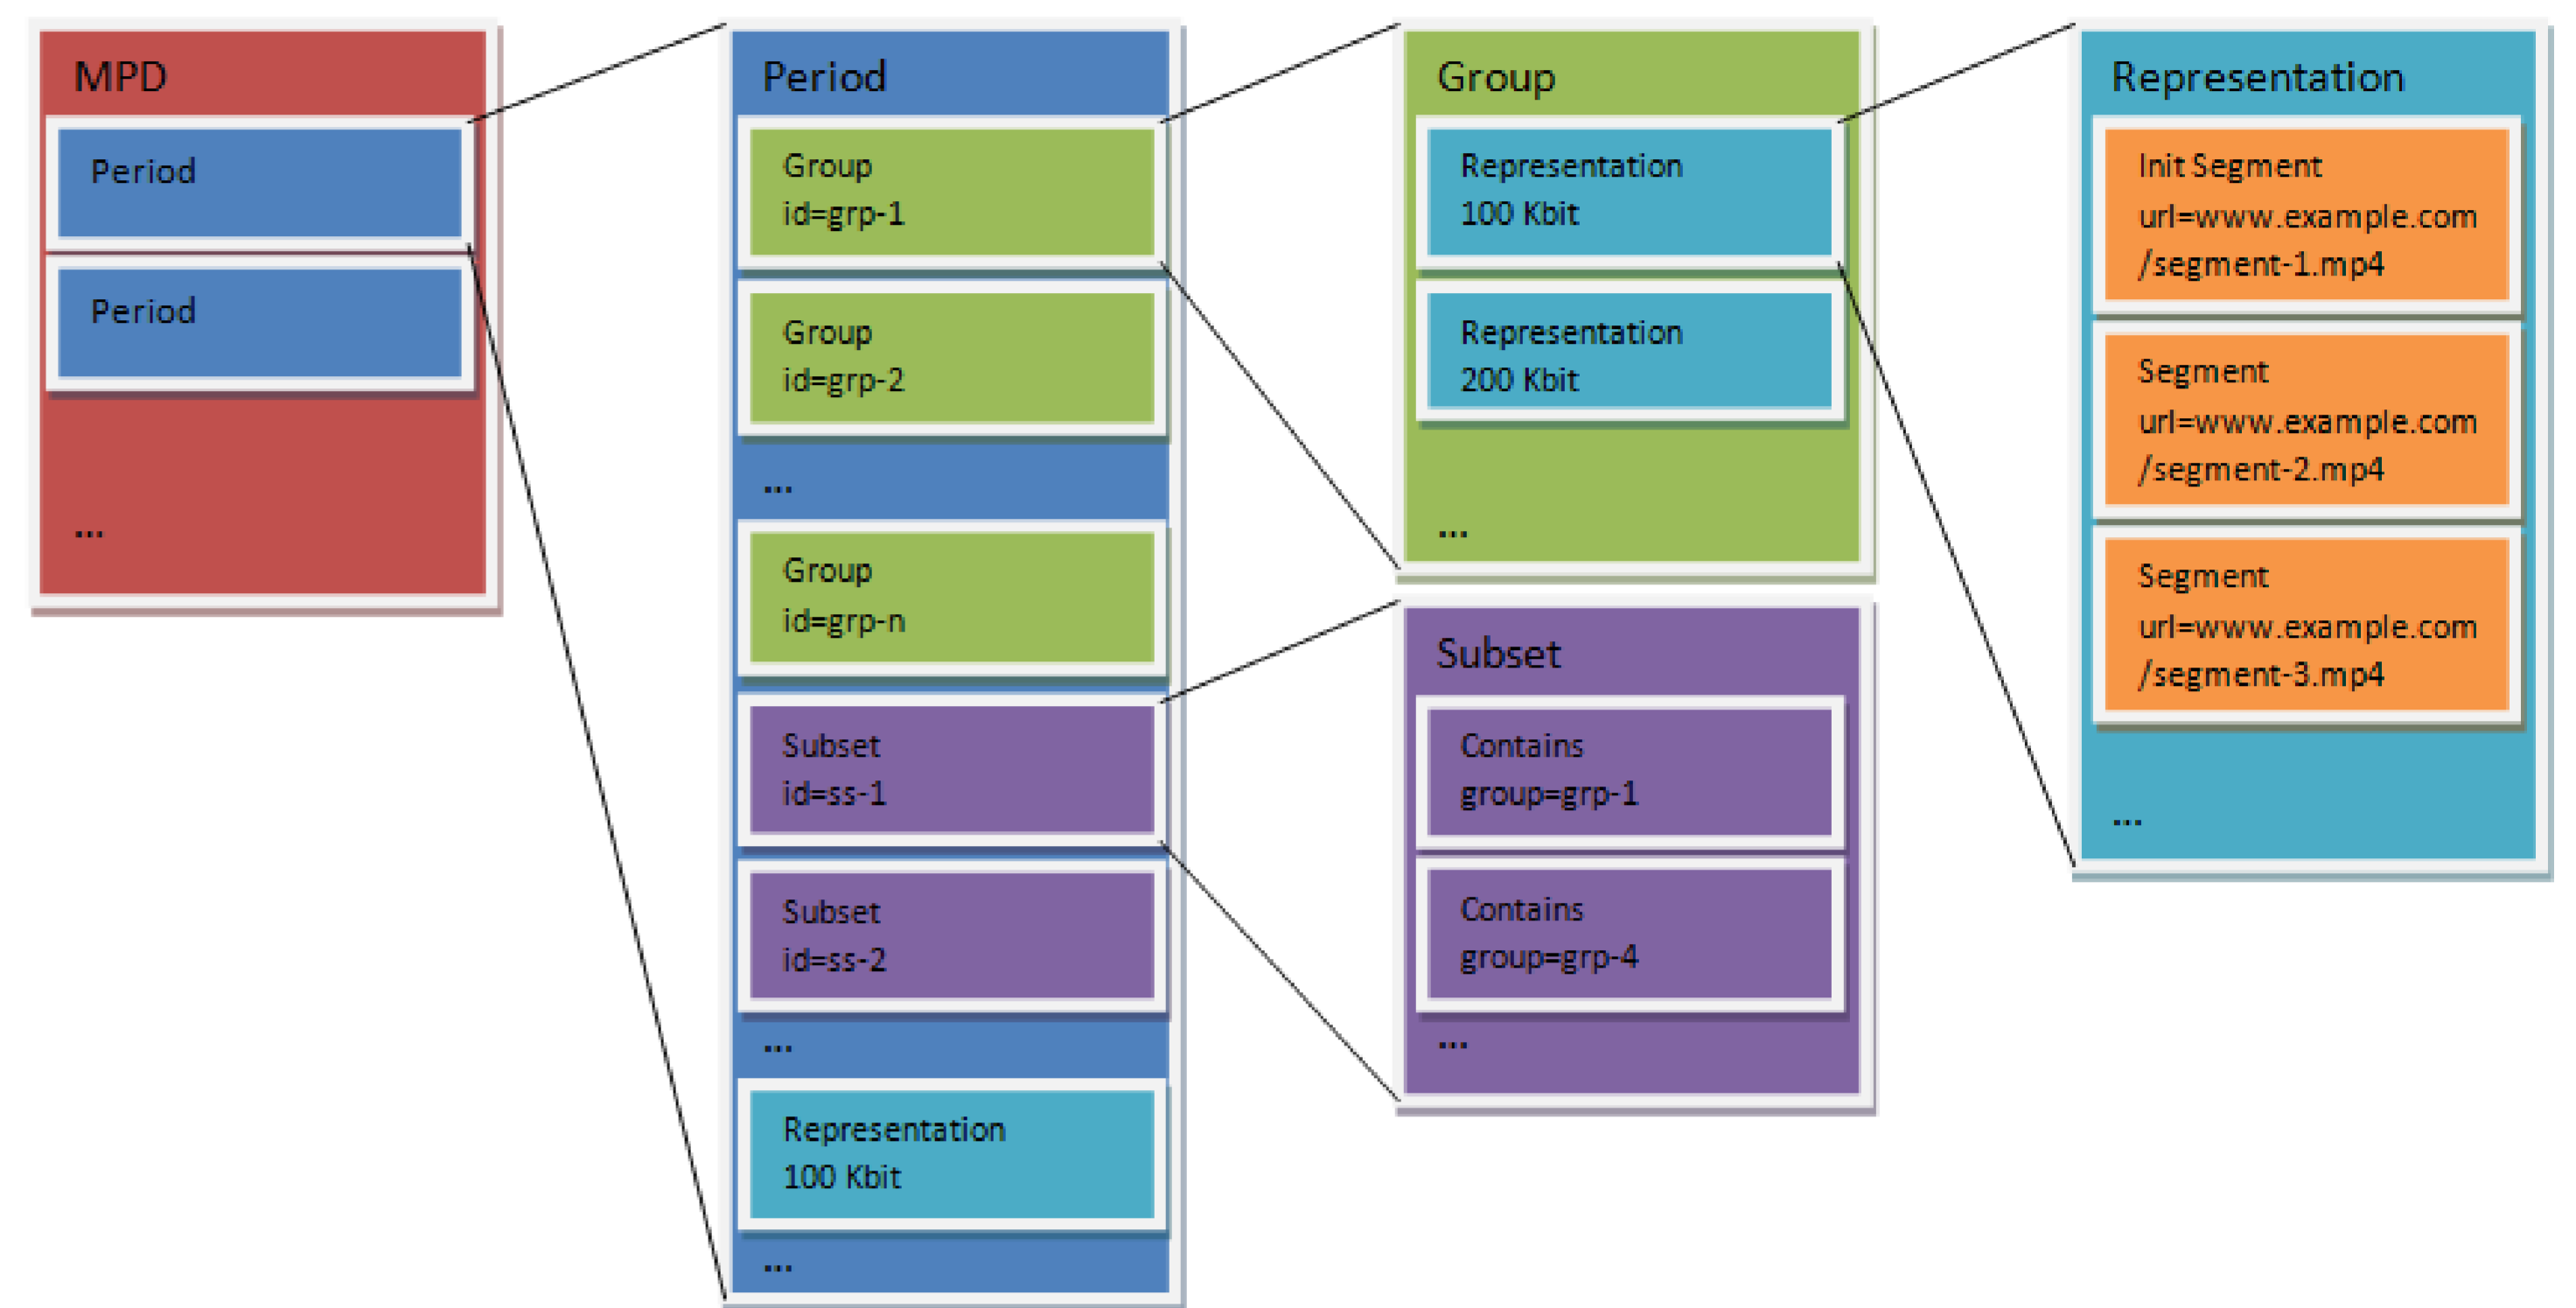 MPD
Period
Period
...
Period
Group
id=grp-1
Group
id=grp-2
...
Group
id=grp-n
Subset
id=ss-1
Subset
id=ss-2
...
Representation
100 Kbit
...
Group
Representation
100 Kbit
Representation
200 Kbit
...
Subset
Contains
group=grp-1
Contains
group=grp-4
...
Representation
Init Segment
url=www.example.com
/segment-1.mp4
Segment
url=www.example.com
/segment-2.mp4
Segment
url=www.example.com
/segment-3.mp4
...